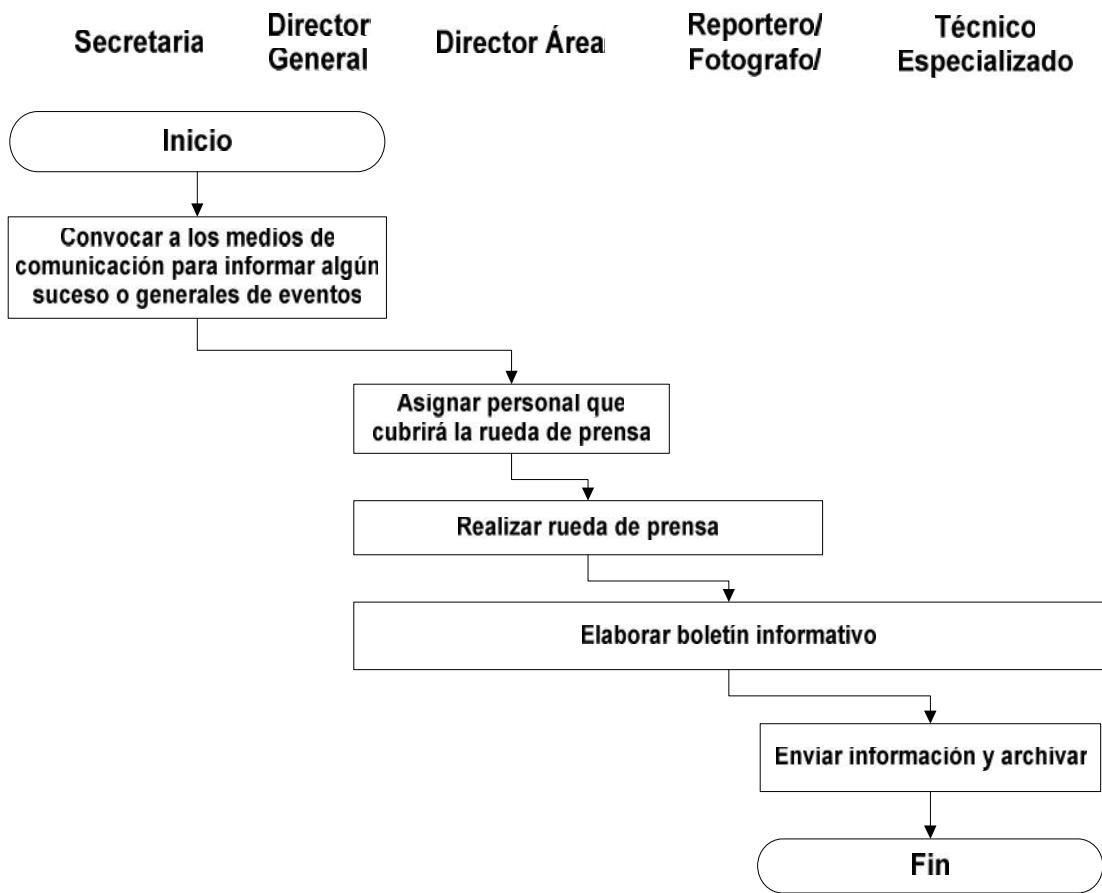 Secretaria
Director
General
Director Área
Reportero/
Fotografo/
Técnico
Especializado
Inicio
Convocar a los medios de
comunicación para informar algún
suceso o generales de eventos
Asignar personal que
cubrirá la rueda de prensa
Realizar rueda de prensa
Elaborar boletín informativo
Enviar información y archivar
Fin